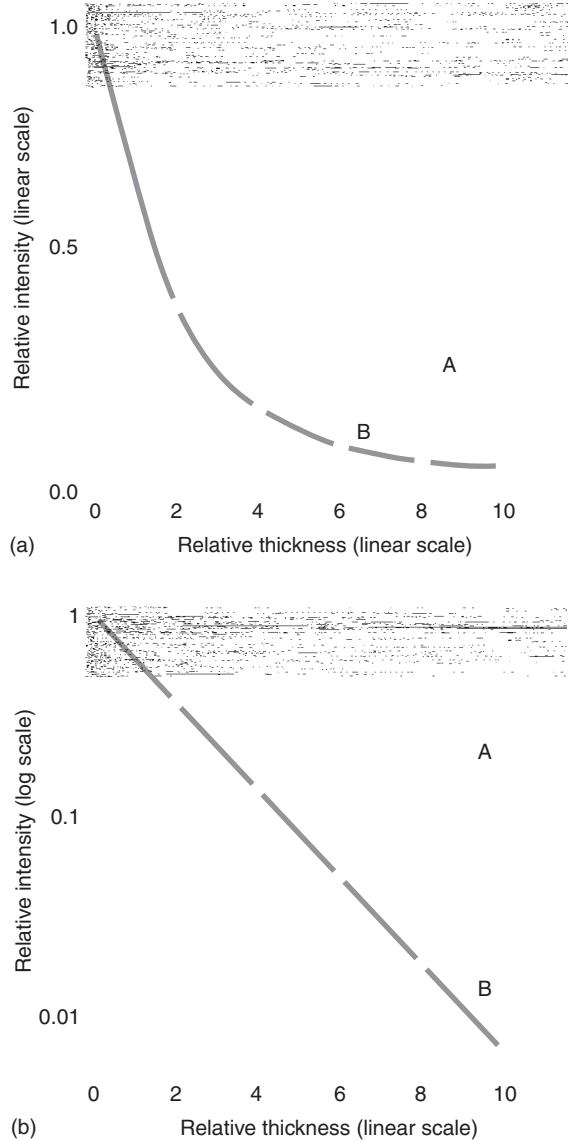 1.0
0.5
0.0
Relative intensity (linear scale)
A
B
0 2 4 6 8 10
(a) Relative thickness (linear scale)
1
0.1
0.01
Relative intensity (log scale)
A
B
0 2 4 6 8 10
(b) Relative thickness (linear scale)